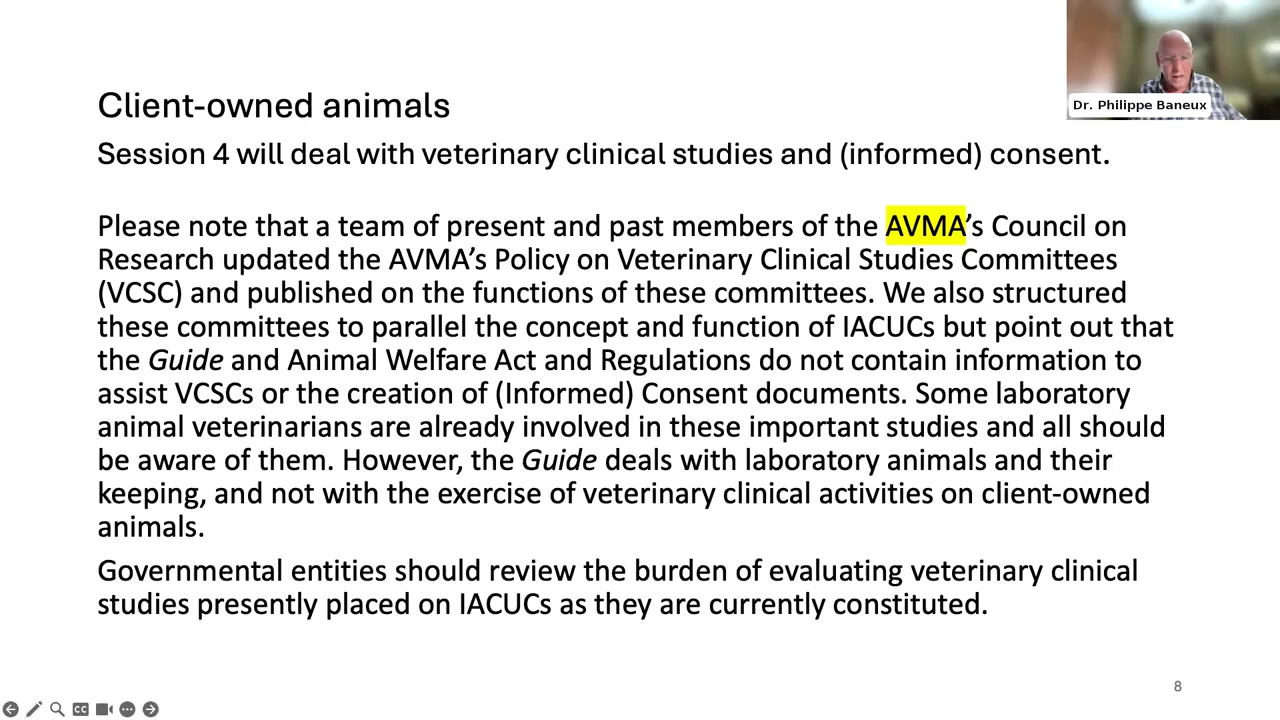 Dr. Philippe Baneux
Client-owned animals
Session 4 will deal with veterinary clinical studies and (informed) consent.
Please note that a team of present and past members of the AVMA's Council on
Research updated the AVMA's Policy on Veterinary Clinical Studies Committees
(VCSC) and published on the functions of these committees. We also structured
these committees to parallel the concept and function of IACUCs but point out that
the Guide and Animal Welfare Act and Regulations do not contain information to
assist VCSCs or the creation of (Informed) Consent documents. Some laboratory
animal veterinarians are already involved in these important studies and all should
be aware of them. However, the Guide deals with laboratory animals and their
keeping, and not with the exercise of veterinary clinical activities on client-owned
animals.
Governmental entities should review the burden of evaluating veterinary clinical
studies presently placed on IACUCs as they are currently constituted.
8
CC